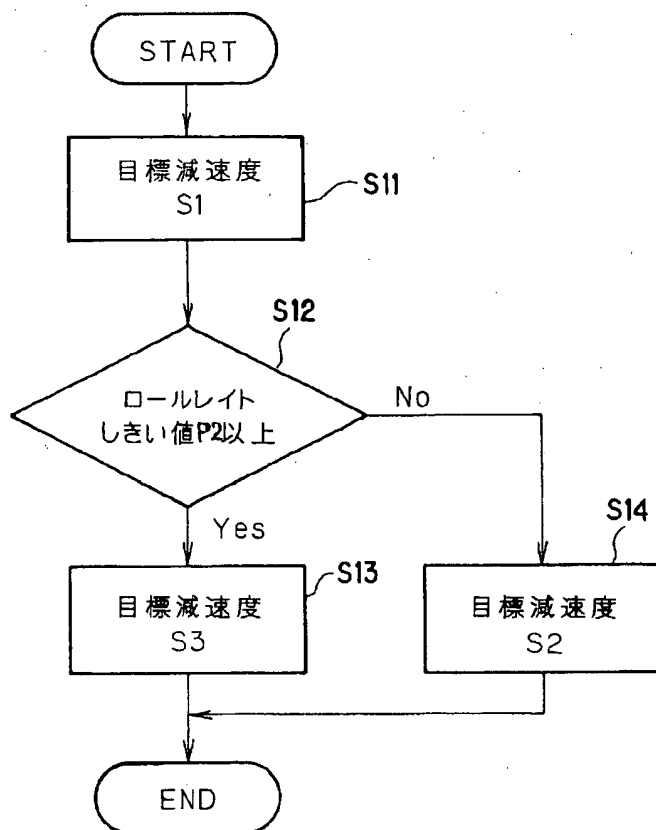 START
目標減速度
S1
S11
S12
ロールレイト
しきい値P2以上
No
Yes
S13
目標減速度
S3
S14
目標減速度
S2
END